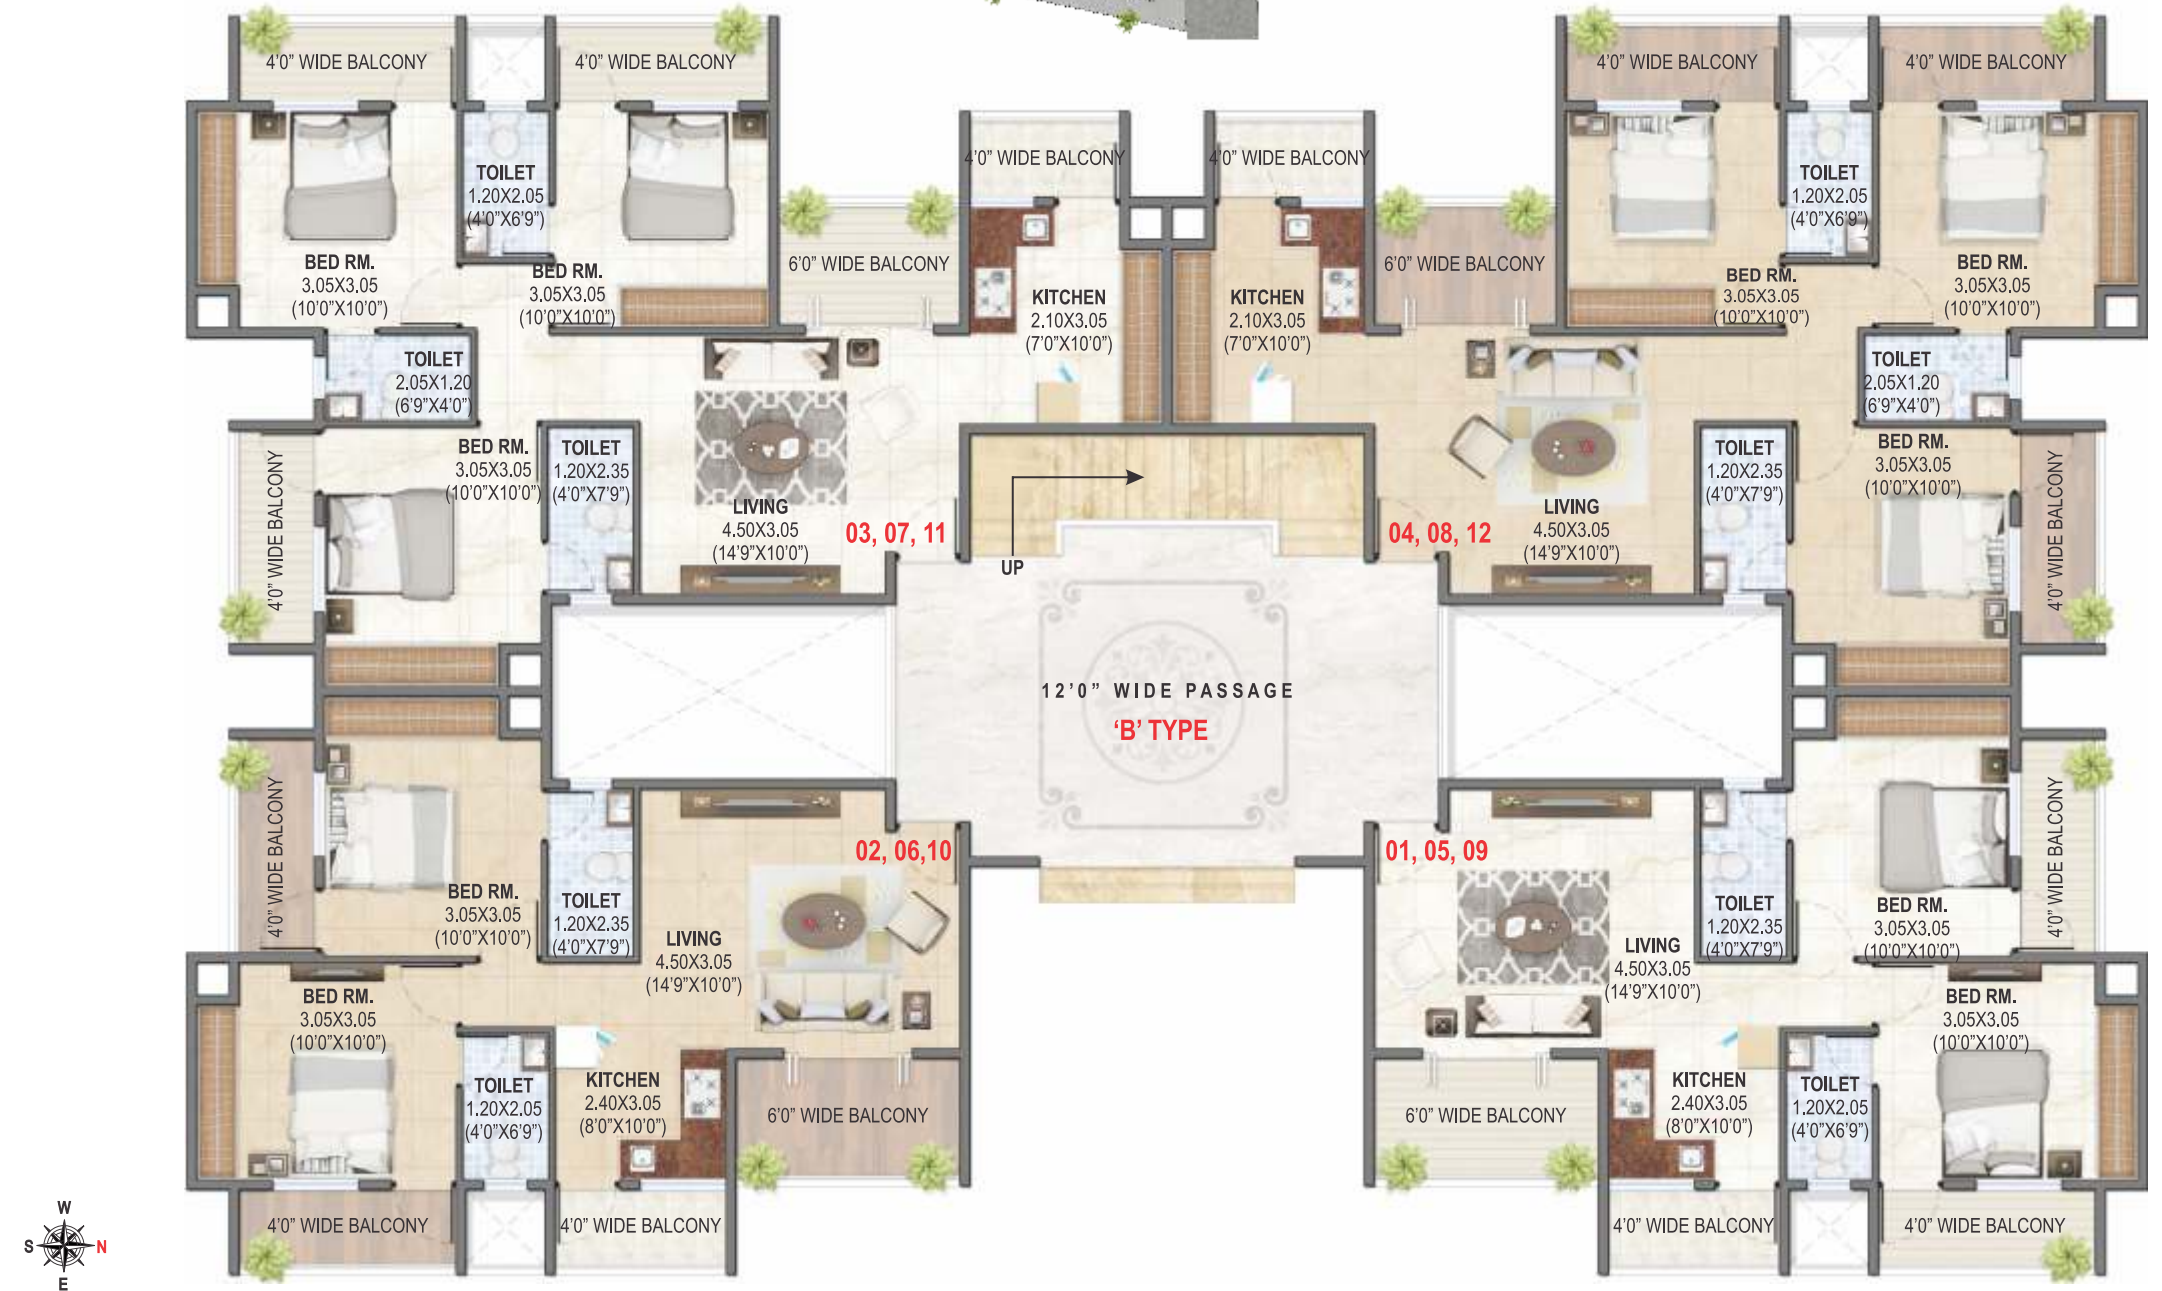 4'0" WIDE BALCONY
4'0" WIDE BALCONY
4'0" WIDE BALCONY
4'0" WIDE BALCONY
4'0" WIDE BALCONY
4'0" WIDE BALCONY
TOILET
1.20X2.05
(4'0"X6'9")
TOILET
1.20X2.05
(4'0"X6'9")
BED RM.
3.05X3.05
(10'0"X10'0")
BED RM.
3.05X3.05
(10'0"X10'0")
6'0" WIDE BALCONY
KITCHEN
2.10X3.05
(7'0"X10'0")
KITCHEN
2.10X3.05
(7'0"X10'0")
6'0" WIDE BALCONY
BED RM.
3.05X3.05
(10'0"X10'0")
BED RM.
3.05X3.05
(10'0"X10'0")
TOILET
2.05X1.20
(6'9"X4'0")
TOILET
2.05X1.20
(6'9"X4'0")
4'0" WIDE BALCONY
BED RM.
3.05X3.05
(10'0"X10'0")
TOILET
1.20X2.35
(4'0"X7'9")
LIVING
4.50X3.05
(14'9"X10'0")
03, 07, 11
UP
04, 08, 12
LIVING
4.50X3.05
(14'9"X10'0")
TOILET
1.20X2.35
(4'0"X7'9")
BED RM.
3.05X3.05
(10'0"X10'0")
4'0" WIDE BALCONY
12'0" WIDE PASSAGE
'B' TYPE
4'0" WIDE BALCONY
BED RM.
3.05X3.05
(10'0"X10'0")
TOILET
1.20X2.35
(4'0"X7'9")
LIVING
4.50X3.05
(14'9"X10'0")
02, 06,10
01, 05, 09
LIVING
4.50X3.05
(14'9"X10'0")
TOILET
1.20X2.35
(4'0"X7'9")
BED RM.
3.05X3.05
(10'0"X10'0")
4'0" WIDE BALCONY
BED RM.
3.05X3.05
(10'0"X10'0")
TOILET
1.20X2.05
(4'0"X6'9")
KITCHEN
2.40X3.05
(8'0"X10'0")
6'0" WIDE BALCONY
6'0" WIDE BALCONY
KITCHEN
2.40X3.05
(8'0"X10'0")
TOILET
1.20X2.05
(4'0"X6'9")
BED RM.
3.05X3.05
(10'0"X10'0")
4'0" WIDE BALCONY
4'0" WIDE BALCONY
4'0" WIDE BALCONY
4'0" WIDE BALCONY
W
S N
E